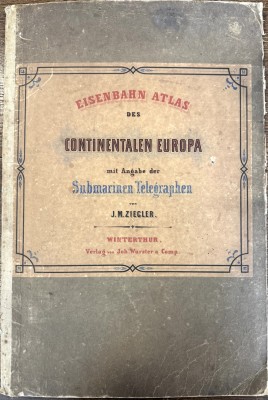 EISENBAHN ATLAS
DES
CONTINENTALEN EUROPA
mit Angabe der
Submarinen Telegraphen
von
J. M. ZIEGLER.
WINTERTHUR,
Verlag von Joh. Wurster u. Comp.